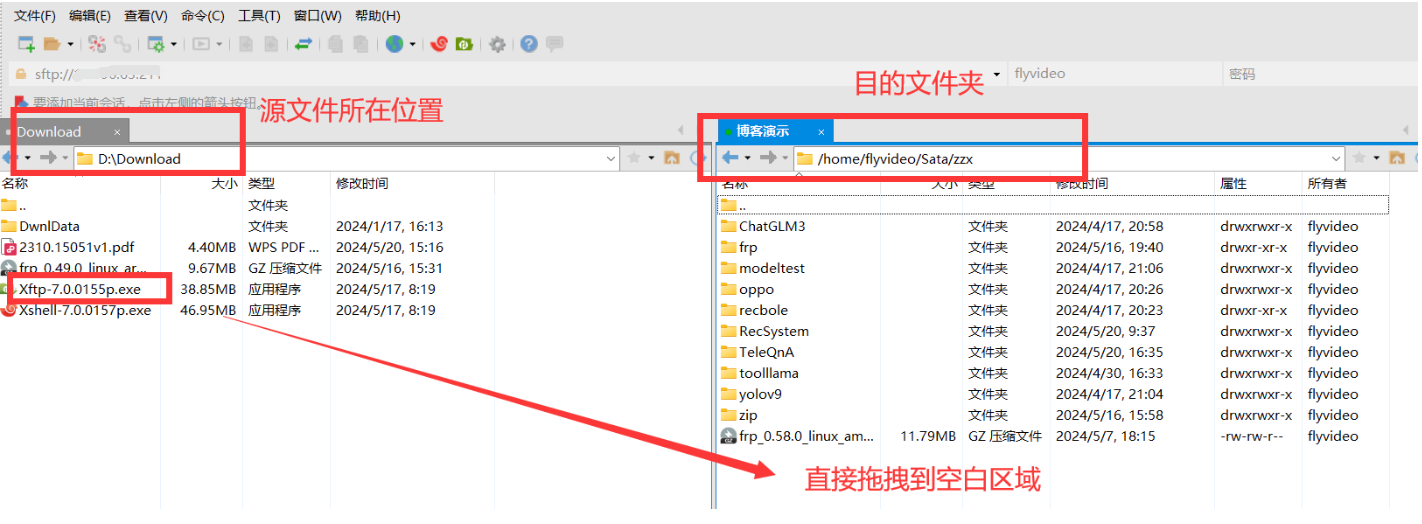 文件(F) 编辑(E) 查看(V) 命令(C) 工具(T) 窗口(W) 帮助(H)
sftp:// flyvideo 密码
目的文件夹
要添加当前会话，点击左侧的箭头按钮。
源文件所在位置
Download × 博客演示 ×
D:\Download /home/flyvideo/Sata/zzx
名称 大小 类型 修改时间 名称 大小 类型 修改时间 属性 所有者
.. 文件夹 ..
DwnlData 文件夹 2024/1/17, 16:13 ChatGLM3 文件夹 2024/4/17, 20:58 drwxrwxr-x flyvideo
2310.15051v1.pdf 4.40MB WPS PDF ... 2024/5/20, 15:16 frp 文件夹 2024/5/16, 19:40 drwxr-xr-x flyvideo
frp_0.49.0_linux_ar... 9.67MB GZ 压缩文件 2024/5/16, 15:31 modeltest 文件夹 2024/4/17, 21:06 drwxrwxr-x flyvideo
Xftp-7.0.0155p.exe 38.85MB 应用程序 2024/5/17, 8:19 oppo 文件夹 2024/4/17, 20:26 drwxrwxr-x flyvideo
Xshell-7.0.0157p.exe 46.95MB 应用程序 2024/5/17, 8:19 recbole 文件夹 2024/4/17, 20:23 drwxr-xr-x flyvideo
RecSystem 文件夹 2024/5/20, 9:37 drwxrwxr-x flyvideo
TeleQnA 文件夹 2024/5/20, 16:35 drwxrwxr-x flyvideo
toolllama 文件夹 2024/4/30, 16:33 drwxrwxr-x flyvideo
yolov9 文件夹 2024/4/17, 21:04 drwxrwxr-x flyvideo
zip 文件夹 2024/5/16, 15:58 drwxrwxr-x flyvideo
frp_0.58.0_linux_am... 11.79MB GZ 压缩文件 2024/5/7, 18:15 -rw-rw-r-- flyvideo
直接拖拽到空白区域